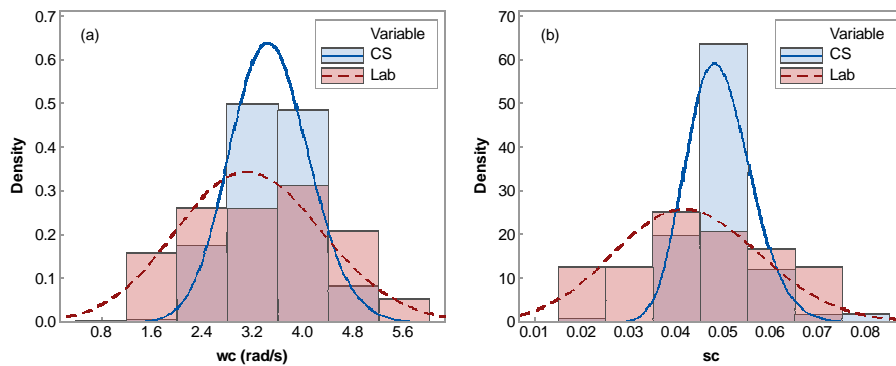 (a)
Variable
CS
Lab
0.7
0.6
0.5
0.4
0.3
0.2
0.1
0.0
Density
0.8 1.6 2.4 3.2 4.0 4.8 5.6
wc (rad/s)
(b)
Variable
CS
Lab
70
60
50
40
30
20
10
0
Density
0.01 0.02 0.03 0.04 0.05 0.06 0.07 0.08
sc